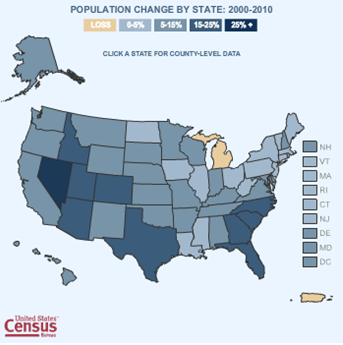 POPULATION CHANGE BY STATE: 2000-2010
LOSS 0-5% 5-15% 15-25% 25% +
CLICK A STATE FOR COUNTY-LEVEL DATA
NH
VT
MA
RI
CT
NJ
DE
MD
DC
United States
Census
Bureau